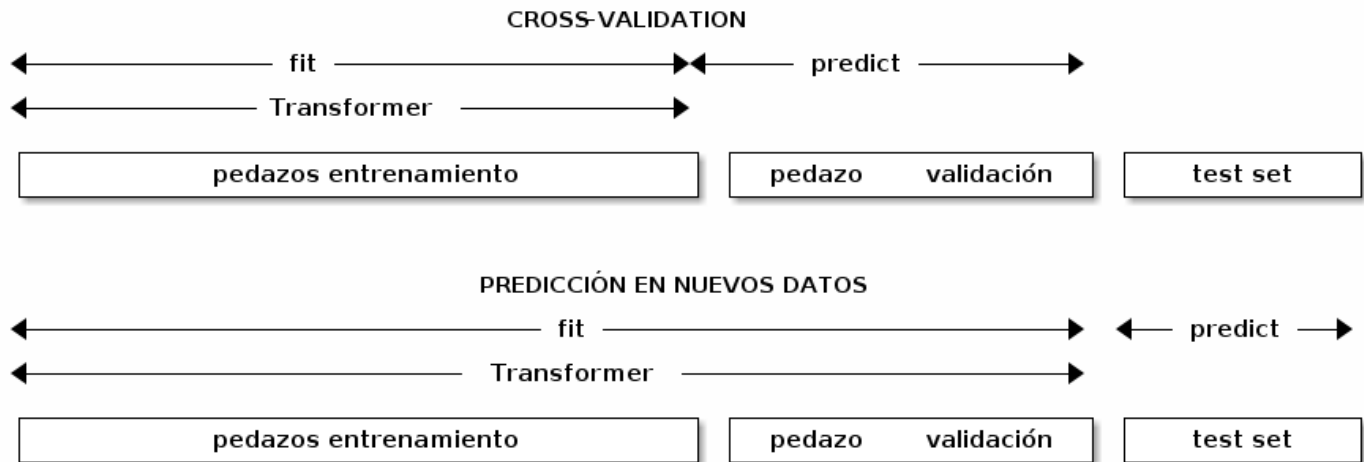 CROSS-VALIDATION
fit predict
Transformer
pedazos entrenamiento pedazo validación test set
PREDICCIÓN EN NUEVOS DATOS
fit predict
Transformer
pedazos entrenamiento pedazo validación test set